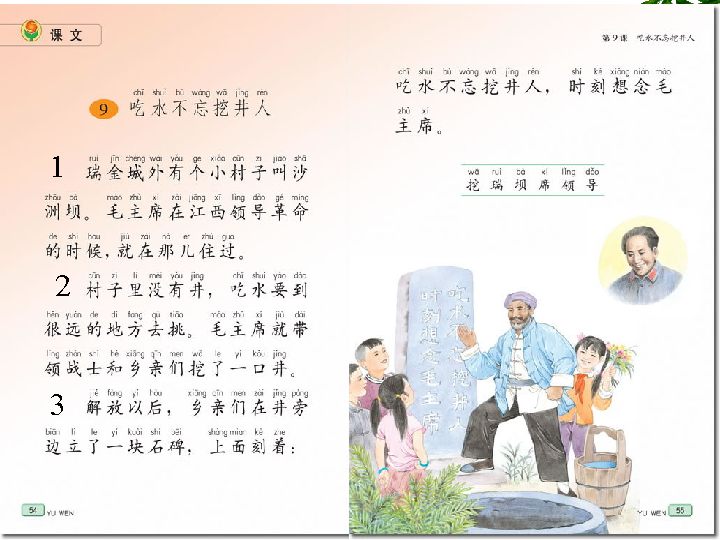 课文
chī shuǐ bú wàng wā jǐng rén
9 吃水不忘挖井人
ruì jīn chéng wài yǒu gè xiǎo cūn zi jiào shā
1 瑞金城外有个小村子叫沙
zhōu bà máo zhǔ xí zài jiāng xī lǐng dǎo gé mìng
洲坝。毛主席在江西领导革命
de shí hou jiù zài nà ér zhù guo
的时候，就在那儿住过。
cūn zi lǐ méi yǒu jǐng chī shuǐ yào dào
2 村子里没有井，吃水要到
hěn yuǎn de dì fang qù tiāo máo zhǔ xí jiù dài
很远的地方去挑。毛主席就带
lǐng zhàn shì hé xiāng qīn men wā le yì kǒu jǐng
领战士和乡亲们挖了一口井。
jiě fàng yǐ hòu xiāng qīn men zài jǐng páng
3 解放以后，乡亲们在井旁
biān lì le yí kuài shí bēi shàng miàn kè zhe
边立了一块石碑，上面刻着：
54 YU WEN
第9课 吃水不忘挖井人
chī shuǐ bú wàng wā jǐng rén shí kè xiǎng niàn máo
吃水不忘挖井人，时刻想念毛
zhǔ xí
主席。
wā ruì bà xí lǐng dǎo
挖 瑞 坝 席 领 导
吃水不忘挖井人
时刻想念毛主席
YU WEN 55